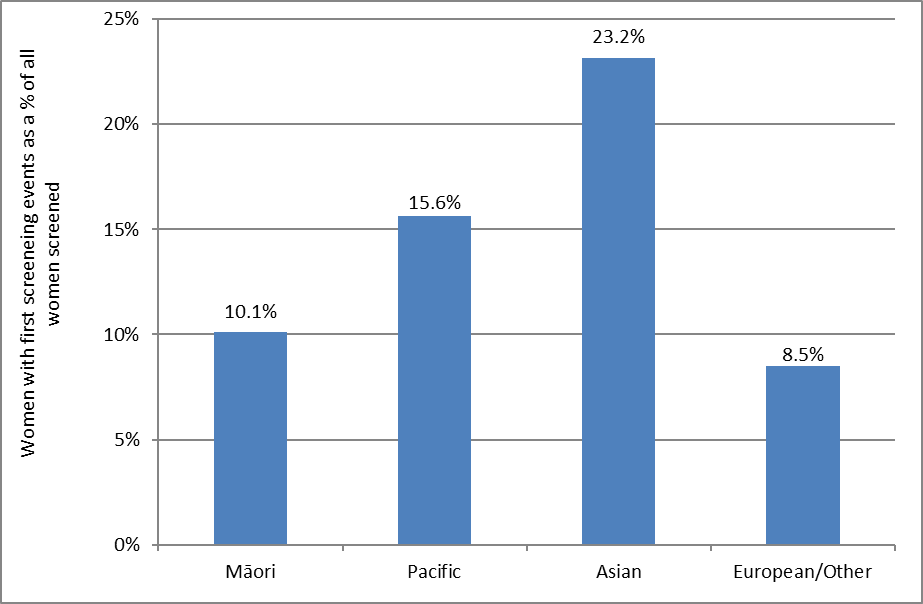 Women with first screeneing events as a % of all
women screened
25%
20%
15%
10%
5%
0%
10.1%
15.6%
23.2%
8.5%
Māori
Pacific
Asian
European/Other